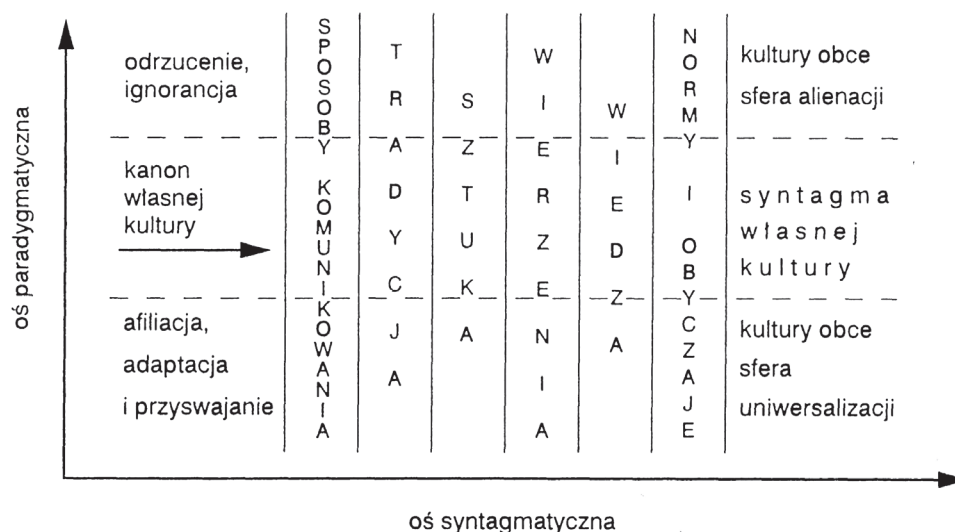 odrzucenie,
ignorancja
kanon
własnej
kultury
afiliacja,
adaptacja
i przyswajanie
SPOSOBY KOMUNIKOWANIA
TRADYCJA
SZTUKA
WIERZENIA
WIEDZA
NORMY I OBYCZAJE
kultury obce
sfera alienacji
syntagma
własnej
kultury
kultury obce
sfera
uniwersalizacji
oś paradygmatyczna
oś syntagmatyczna